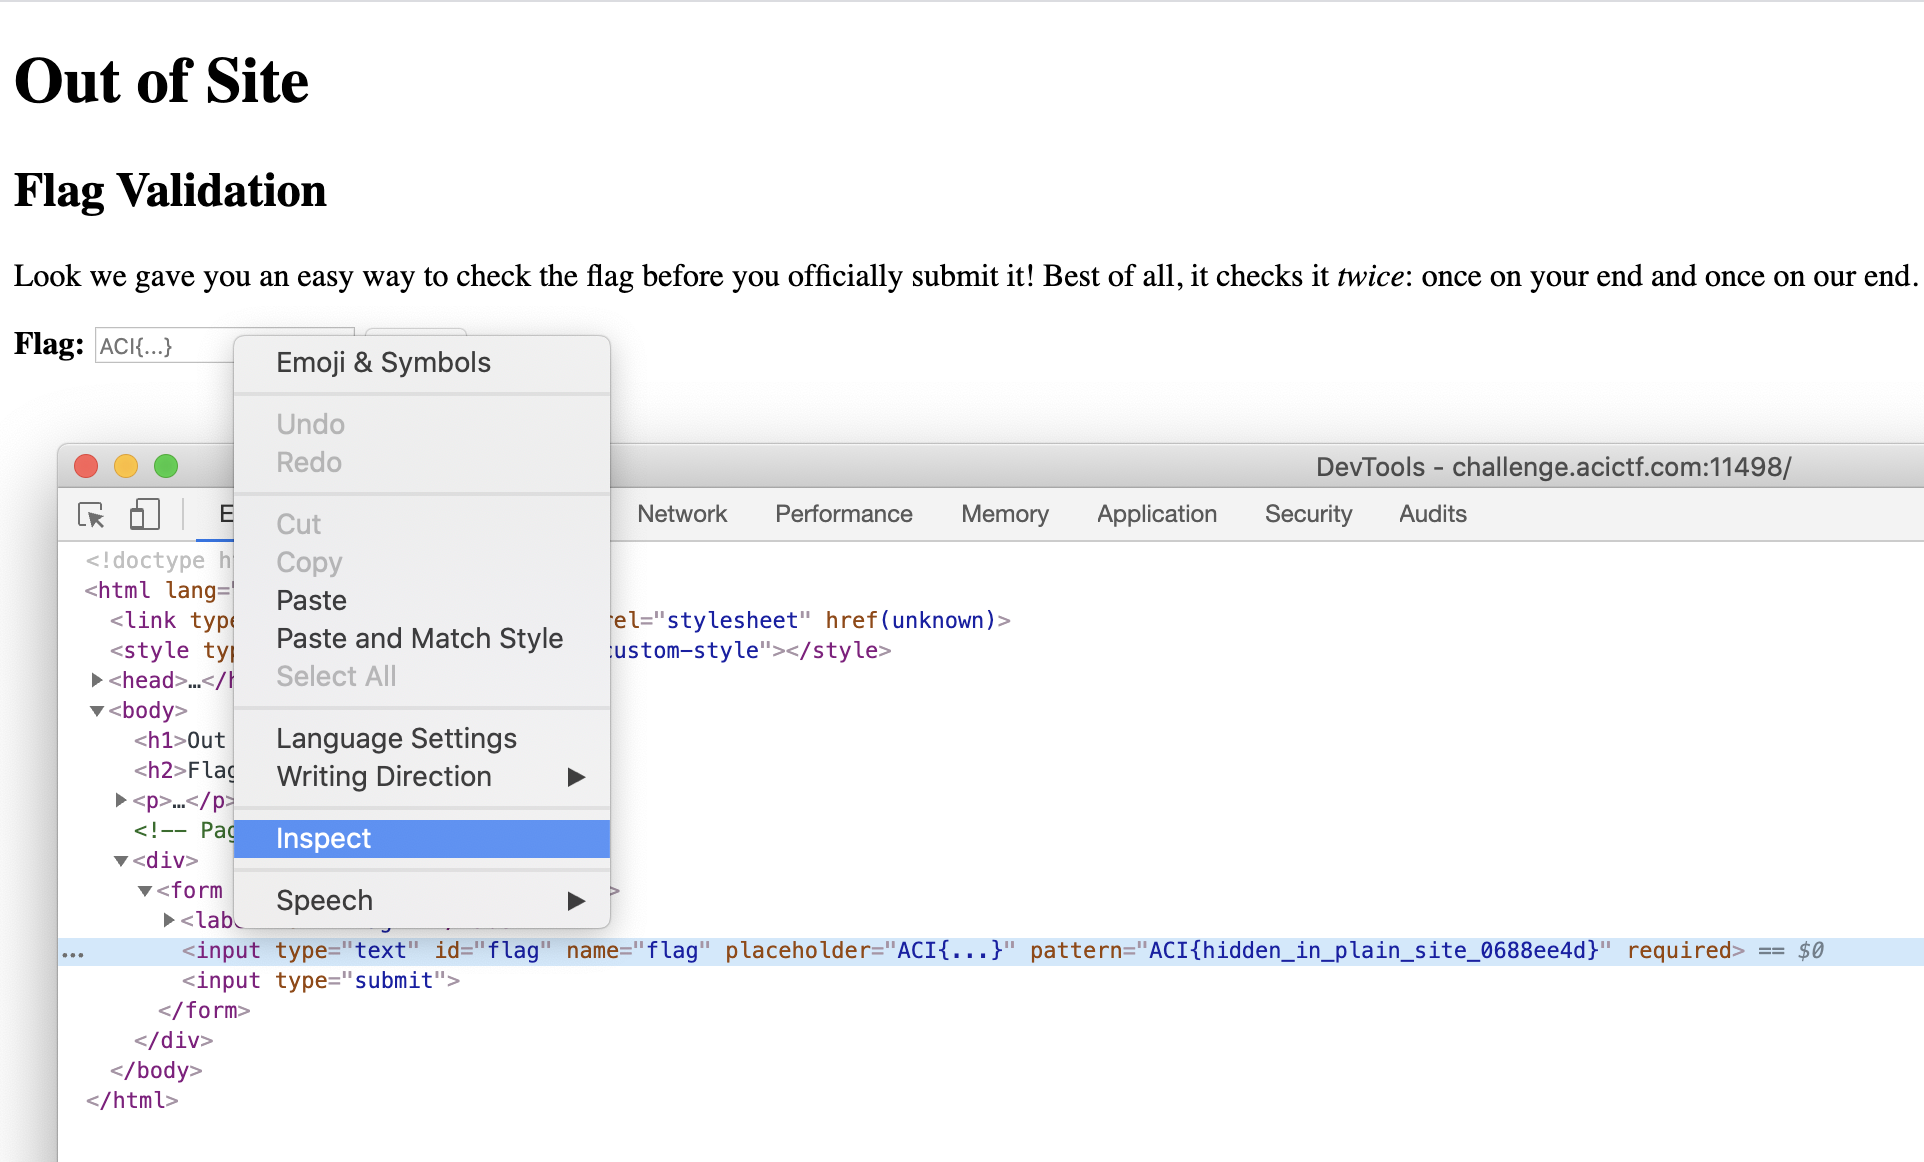 Out of Site
Flag Validation
Look we gave you an easy way to check the flag before you officially submit it! Best of all, it checks it twice: once on your end and once on our end.
Flag: ACI{...}
Emoji & Symbols
Undo
Redo
Cut
Copy
Paste
Paste and Match Style
Select All
Language Settings
Writing Direction
Inspect
Speech
DevTools - challenge.acictf.com:11498/
E Network Performance Memory Application Security Audits
<!doctype h
<html lang="
<link type rel="stylesheet" href(unknown)>
<style typ custom-style"></style>
<head>…</h
<body>
<h1>Out
<h2>Flag
<p>…</p>
<!-- Pag
<div>
<form >
<lab
... <input type="text" id="flag" name="flag" placeholder="ACI{...}" pattern="ACI{hidden_in_plain_site_0688ee4d}" required> == $0
<input type="submit">
</form>
</div>
</body>
</html>